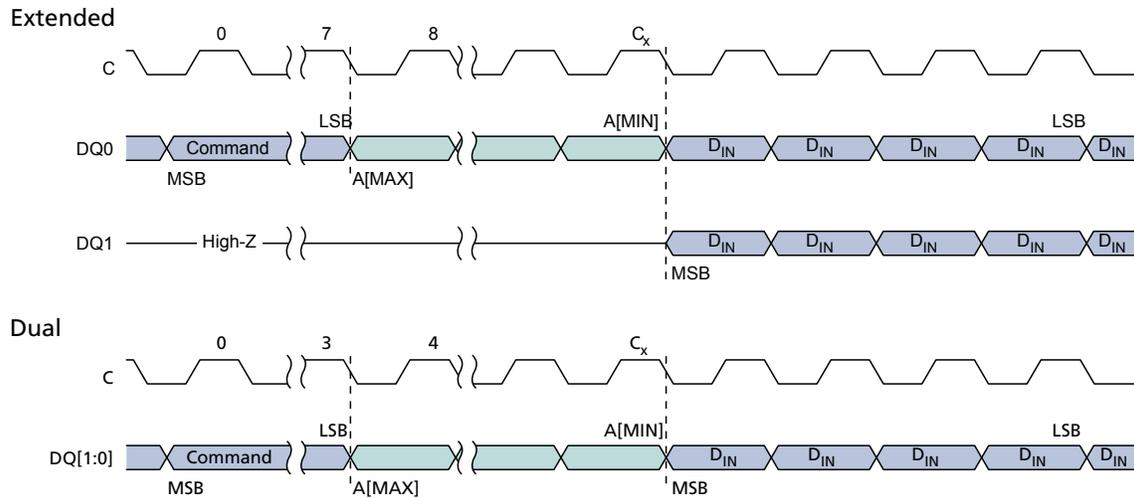 Extended
0 7 8 Cx
C
LSB A[MIN] LSB
DQ0 Command DIN DIN DIN DIN DIN
MSB A[MAX]
DQ1 High-Z DIN DIN DIN DIN DIN
MSB
Dual
0 3 4 Cx
C
LSB A[MIN] LSB
DQ[1:0] Command DIN DIN DIN DIN DIN
MSB A[MAX] MSB